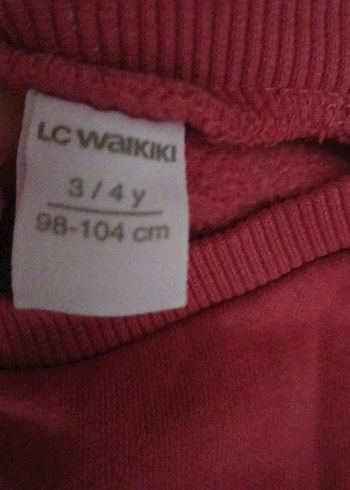 LC WAIKIKI
3 / 4 y
98-104 cm